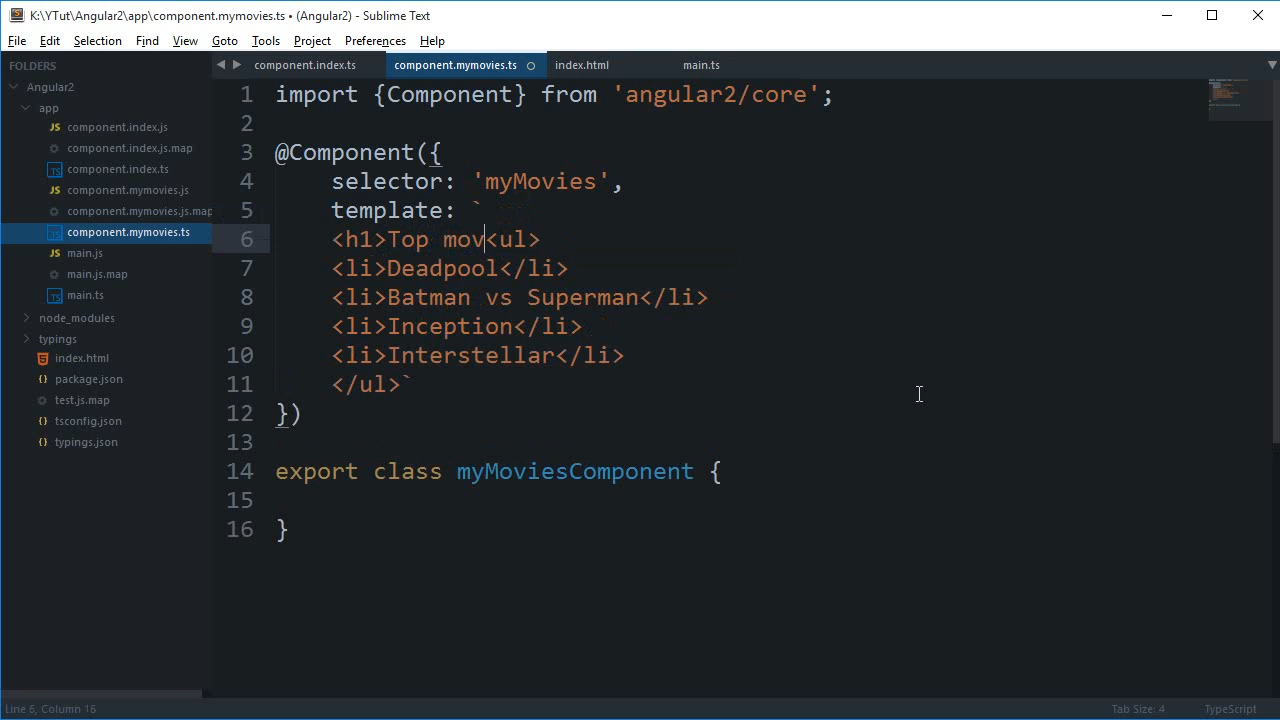 K:\YTut\Angular2\app\component.mymovies.ts • (Angular2) - Sublime Text
File Edit Selection Find View Goto Tools Project Preferences Help
FOLDERS
Angular2
app
component.index.js
component.index.js.map
component.index.ts
component.mymovies.js
component.mymovies.js.map
component.mymovies.ts
main.js
main.js.map
main.ts
node_modules
typings
index.html
package.json
test.js.map
tsconfig.json
typings.json
component.index.ts component.mymovies.ts index.html main.ts
1 import {Component} from 'angular2/core';
2
3 @Component({
4 selector: 'myMovies',
5 template: `
6 <h1>Top mov<ul>
7 <li>Deadpool</li>
8 <li>Batman vs Superman</li>
9 <li>Inception</li>
10 <li>Interstellar</li>
11 </ul>`
12 })
13
14 export class myMoviesComponent {
15
16 }
Line 6, Column 16 Tab Size: 4 TypeScript